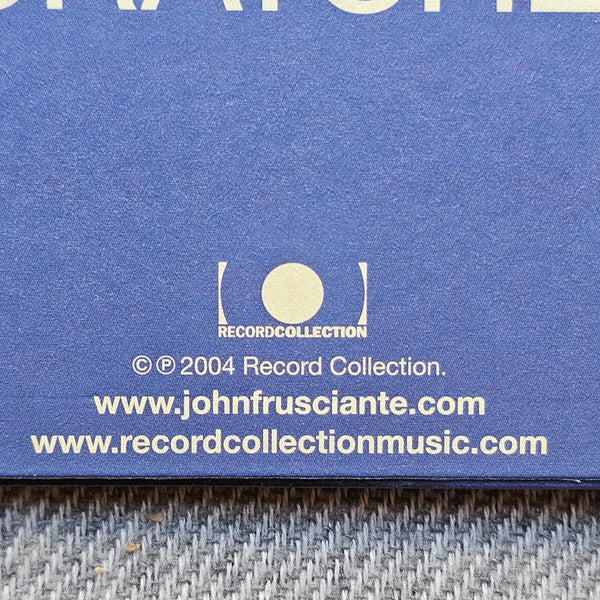 RECORDCOLLECTION
© ℗ 2004 Record Collection.
www.johnfrusciante.com
www.recordcollectionmusic.com